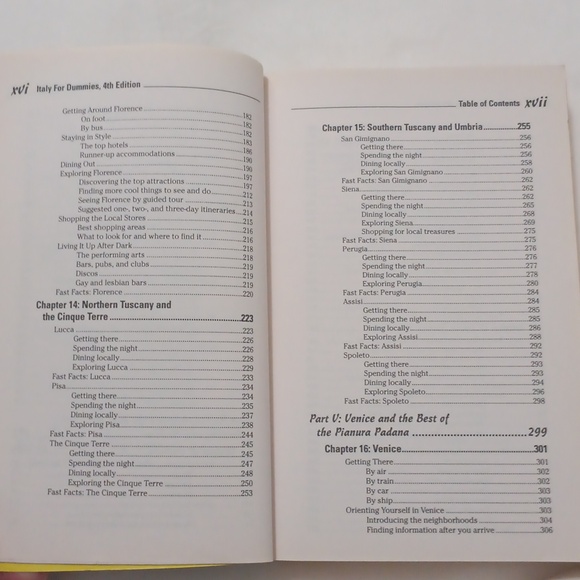 xvi Italy For Dummies, 4th Edition
Getting Around Florence 182
On foot 182
By bus 182
Staying in Style 183
The top hotels 186
Runner-up accommodations 196
Dining Out 196
Exploring Florence 197
Discovering the top attractions 197
Finding more cool things to see and do 212
Seeing Florence by guided tour 213
Suggested one-, two-, and three-day itineraries 214
Shopping the Local Stores 215
Best shopping areas 216
What to look for and where to find it 216
Living It Up After Dark 218
The performing arts 218
Bars, pubs, and clubs 219
Discos 219
Gay and lesbian bars 219
Fast Facts: Florence 220
Chapter 14: Northern Tuscany and
the Cinque Terre 223
Lucca 223
Getting there 226
Spending the night 226
Dining locally 228
Exploring Lucca 229
Fast Facts: Lucca 233
Pisa 234
Getting there 234
Spending the night 235
Dining locally 237
Exploring Pisa 238
Fast Facts: Pisa 244
The Cinque Terre 245
Getting there 245
Spending the night 247
Dining locally 248
Exploring the Cinque Terre 250
Fast Facts: The Cinque Terre 253
Table of Contents xvii
Chapter 15: Southern Tuscany and Umbria 255
San Gimignano 256
Getting there 256
Spending the night 256
Dining locally 258
Exploring San Gimignano 260
Fast Facts: San Gimignano 262
Siena 262
Getting there 262
Spending the night 265
Dining locally 268
Exploring Siena 269
Shopping for local treasures 275
Fast Facts: Siena 275
Perugia 276
Getting there 276
Spending the night 277
Dining locally 278
Exploring Perugia 280
Fast Facts: Perugia 284
Assisi 284
Getting there 285
Spending the night 285
Dining locally 286
Exploring Assisi 288
Fast Facts: Assisi 292
Spoleto 292
Getting there 293
Spending the night 293
Dining locally 294
Exploring Spoleto 296
Fast Facts: Spoleto 298
Part V: Venice and the Best of
the Pianura Padana 299
Chapter 16: Venice 301
Getting There 301
By air 302
By train 302
By car 303
By ship 303
Orienting Yourself in Venice 303
Introducing the neighborhoods 304
Finding information after you arrive 306